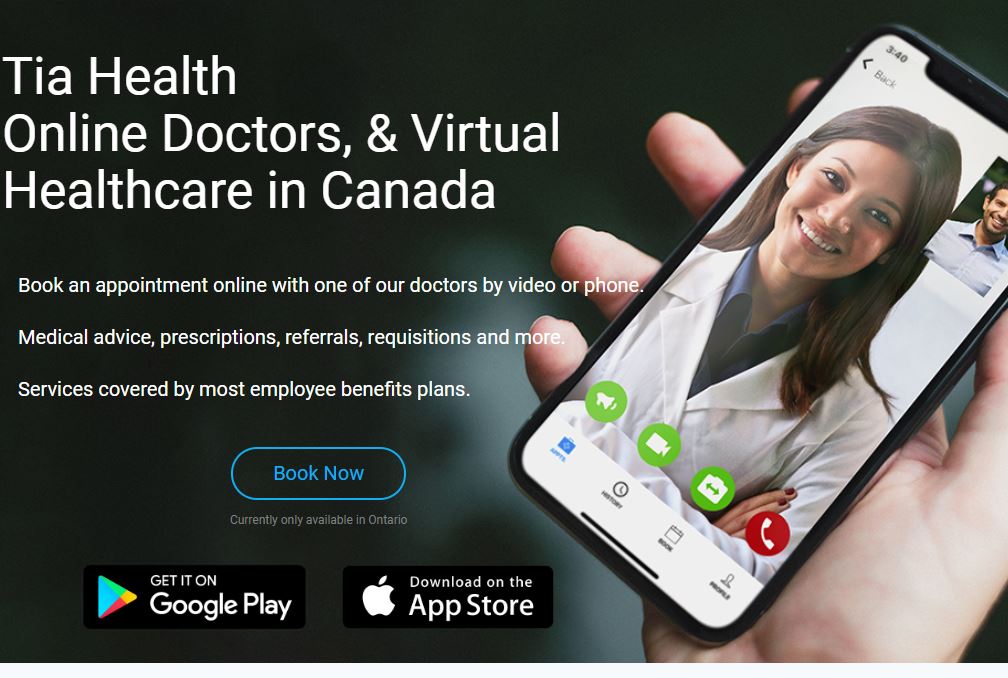 Tia Health
Online Doctors, & Virtual
Healthcare in Canada
Book an appointment online with one of our doctors by video or phone.
Medical advice, prescriptions, referrals, requisitions and more.
Services covered by most employee benefits plans.
Book Now
Currently only available in Ontario
GET IT ON
Google Play
Download on the
App Store
3:40
Back
APPTS.
HISTORY
BOOK
PROFILE